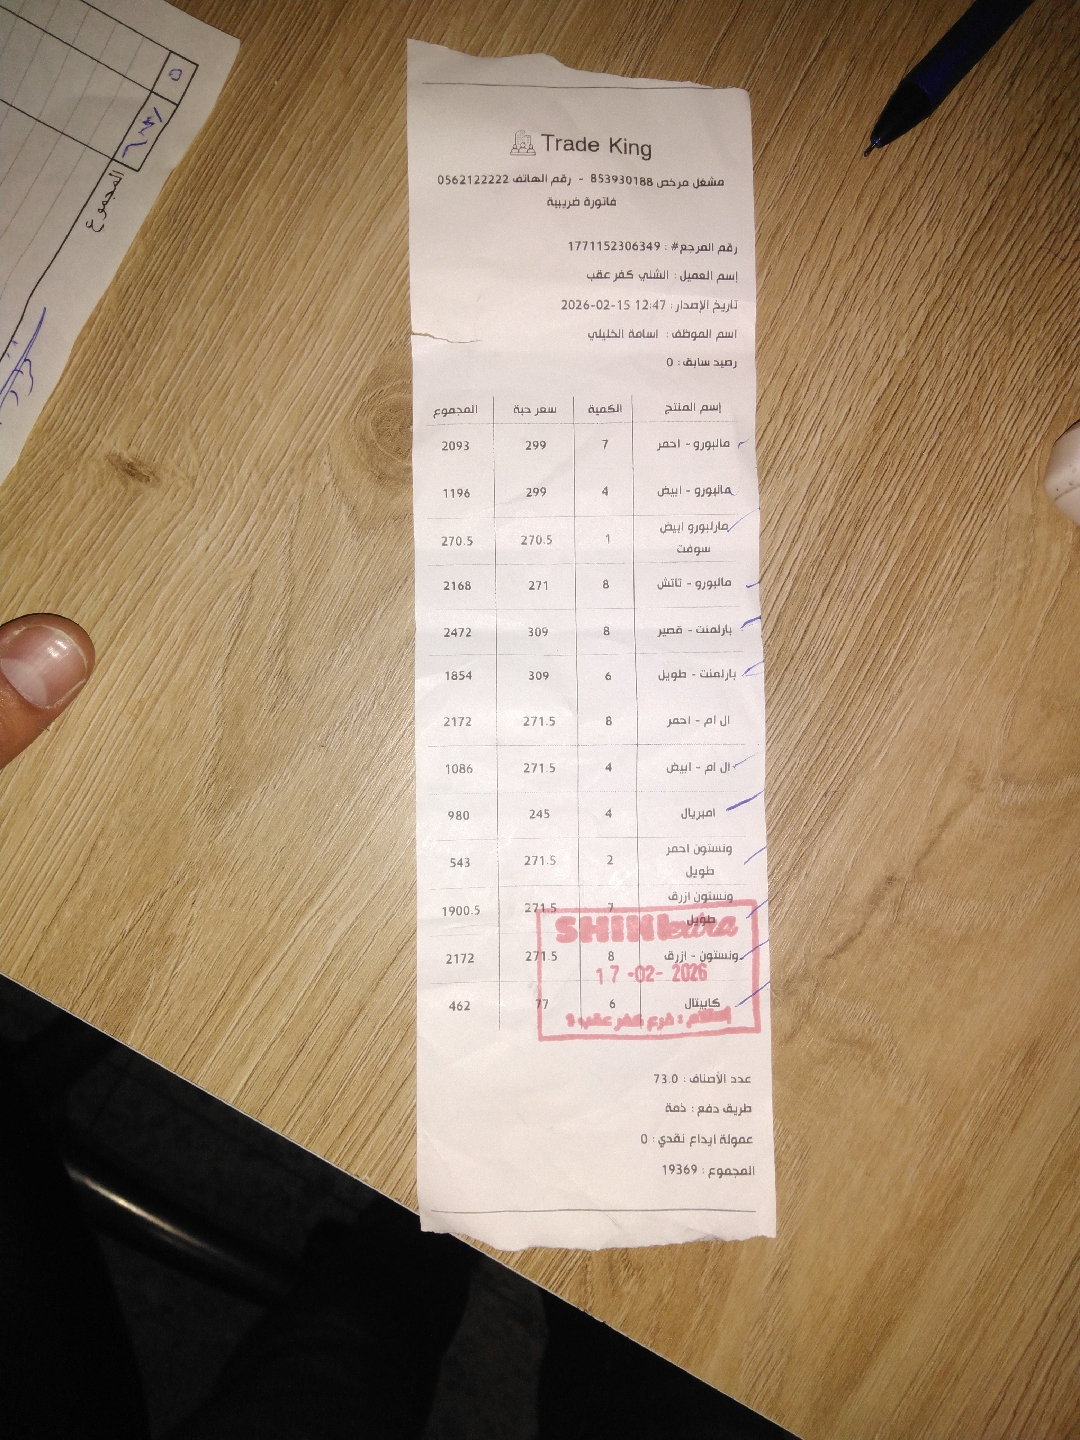 Trade King
مشغل مرخص 853930188 - رقم الهاتف 0562122222
فاتورة ضريبية
رقم المرجع# : 1771152306349
إسم العميل : الشني كفر عقب
تاريخ الإصدار : 12:47 2026-02-15
اسم الموظف : اسامة الخليلي
رصيد سابق : 0
إسم المنتج الكمية سعر حبة المجموع
مالبورو - احمر 7 299 2093
مالبورو - ابيض 4 299 1196
مارلبورو ابيض سوفت 1 270.5 270.5
مالبورو - تاتش 8 271 2168
بارلمنت - قصير 8 309 2472
بارلمنت - طويل 6 309 1854
ال ام - احمر 8 271.5 2172
ال ام - ابيض 4 271.5 1086
امبريال 4 245 980
ونستون احمر طويل 2 271.5 543
ونستون ازرق طويل 7 271.5 1900.5
ونستون - ازرق 8 271.5 2172
كابيتال 6 77 462
SHINI
17 -02- 2026
فرع كفر عقب
عدد الأصناف : 73.0
طريق دفع : ذمة
عمولة ايداع نقدي : 0
المجموع : 19369
المجموع